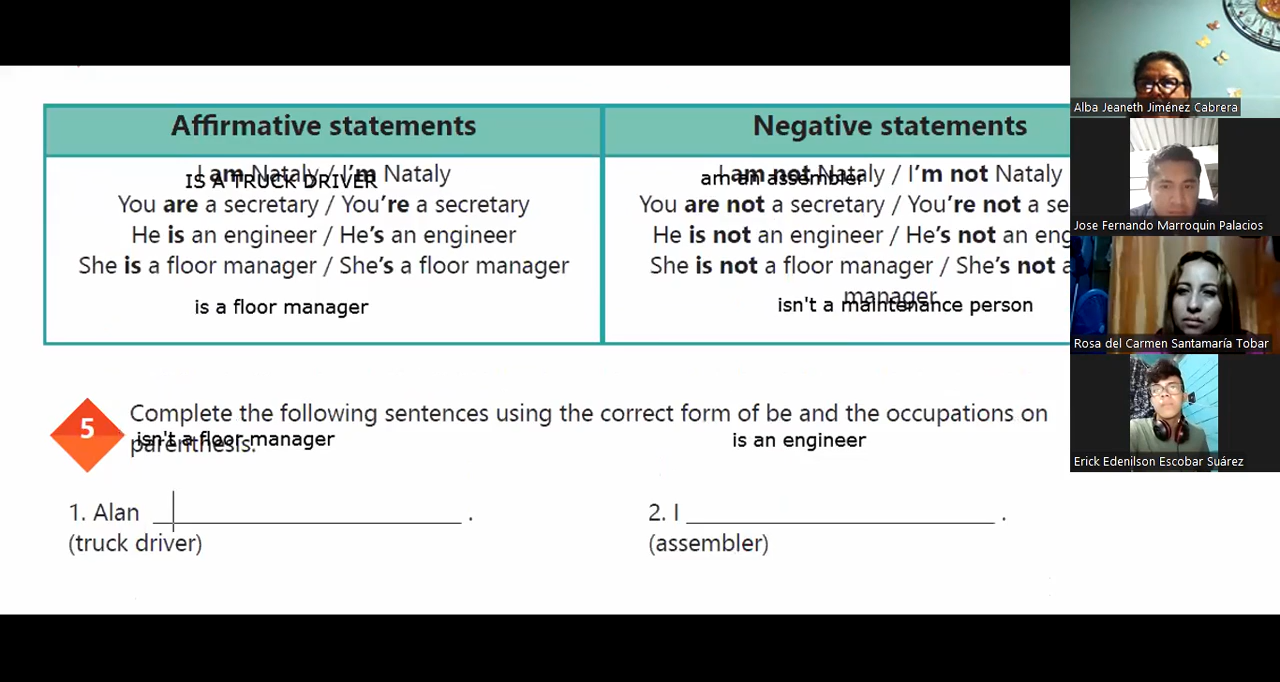 Affirmative statements
I am Nataly / I'm Nataly
IS A TRUCK DRIVER
You are a secretary / You're a secretary
He is an engineer / He's an engineer
She is a floor manager / She's a floor manager
is a floor manager
Negative statements
I am not Nataly / I'm not Nataly
am an assembler
You are not a secretary / You're not a se
He is not an engineer / He's not an eng
She is not a floor manager / She's not a
manager
isn't a maintenance person
5
Complete the following sentences using the correct form of be and the occupations on
parenthesis.
isn't a floor manager
is an engineer
1. Alan ______________________________ .
(truck driver)
2. I ______________________________ .
(assembler)
Alba Jeaneth Jiménez Cabrera
Jose Fernando Marroquin Palacios
Rosa del Carmen Santamaría Tobar
Erick Edenilson Escobar Suárez